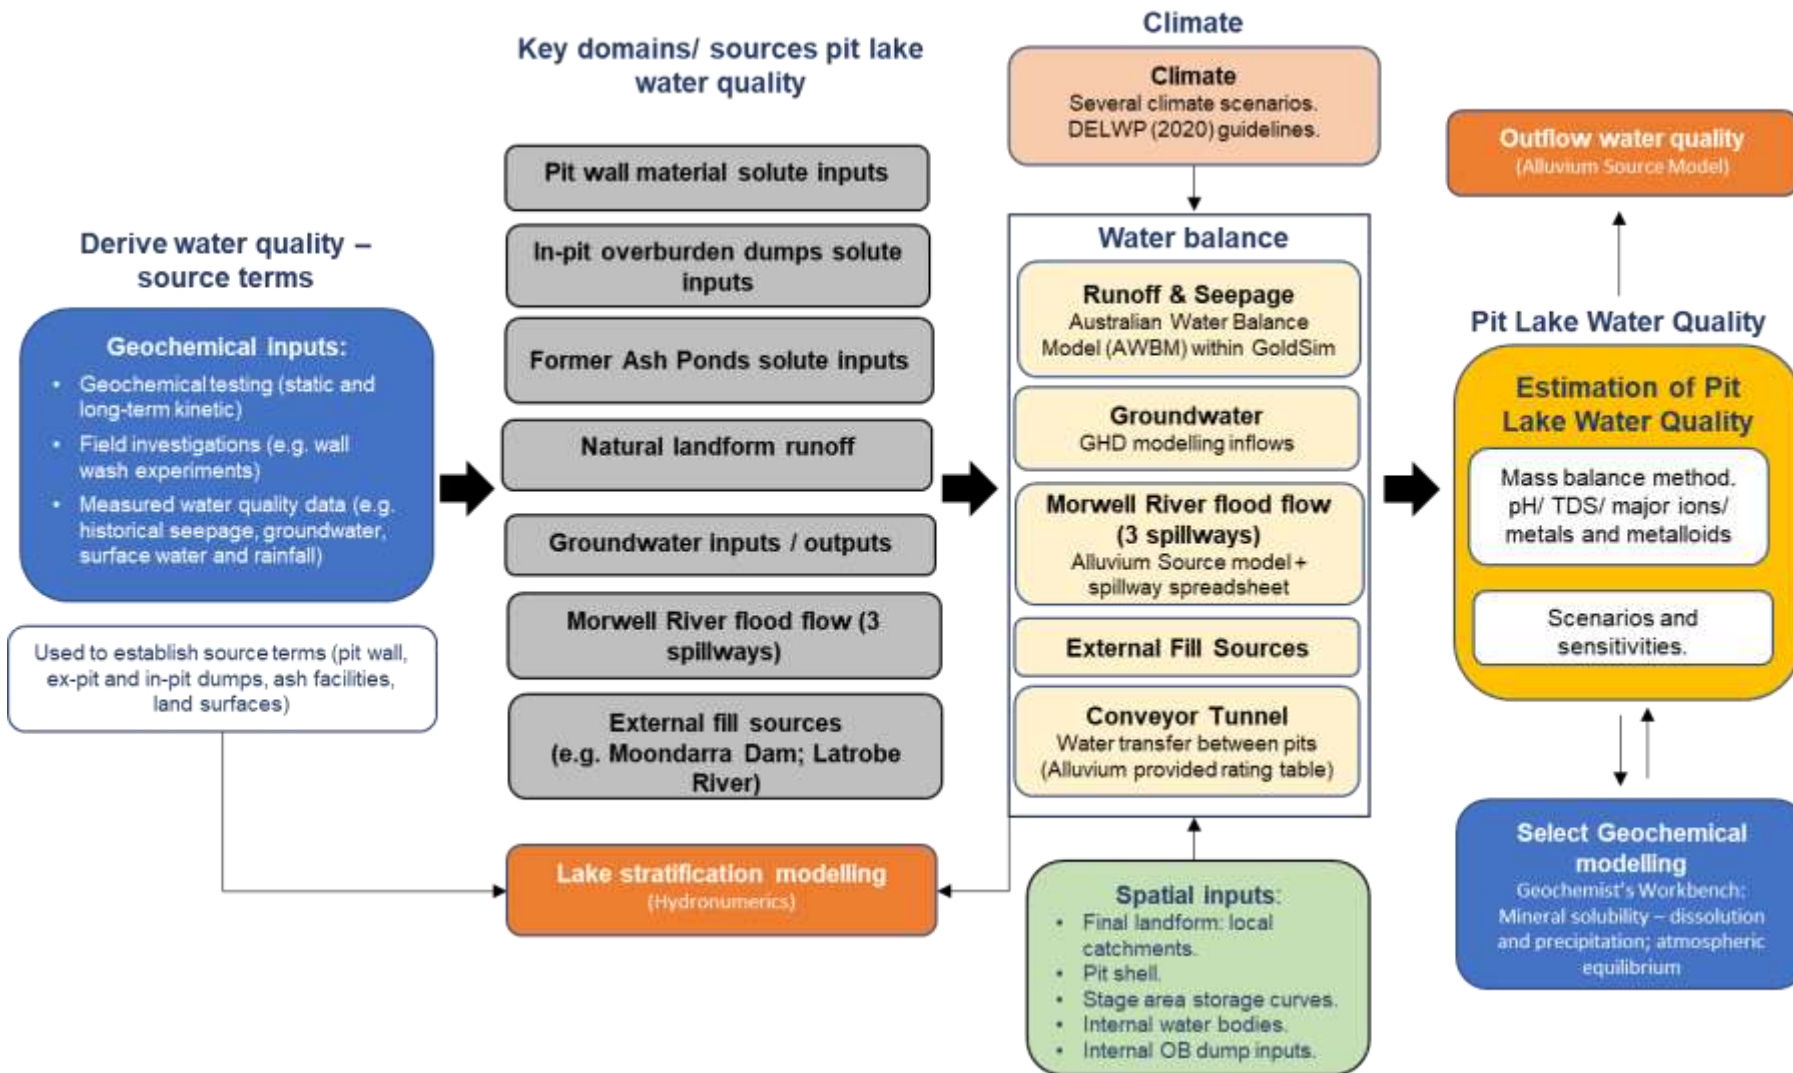 Derive water quality –
source terms
Geochemical inputs:
• Geochemical testing (static and
long-term kinetic)
• Field investigations (e.g. wall
wash experiments)
• Measured water quality data (e.g.
historical seepage, groundwater,
surface water and rainfall)
Used to establish source terms (pit wall,
ex-pit and in-pit dumps, ash facilities,
land surfaces)
Key domains/ sources pit lake
water quality
Pit wall material solute inputs
In-pit overburden dumps solute
inputs
Former Ash Ponds solute inputs
Natural landform runoff
Groundwater inputs / outputs
Morwell River flood flow (3
spillways)
External fill sources
(e.g. Moondarra Dam; Latrobe
River)
Lake stratification modelling
(Hydronumerics)
Climate
Climate
Several climate scenarios.
DELWP (2020) guidelines.
Water balance
Runoff & Seepage
Australian Water Balance
Model (AWBM) within GoldSim
Groundwater
GHD modelling inflows
Morwell River flood flow
(3 spillways)
Alluvium Source model +
spillway spreadsheet
External Fill Sources
Conveyor Tunnel
Water transfer between pits
(Alluvium provided rating table)
Spatial inputs:
• Final landform: local
catchments.
• Pit shell.
• Stage area storage curves.
• Internal water bodies.
• Internal OB dump inputs.
Outflow water quality
(Alluvium Source Model)
Pit Lake Water Quality
Estimation of Pit
Lake Water Quality
Mass balance method.
pH/ TDS/ major ions/
metals and metalloids
Scenarios and
sensitivities.
Select Geochemical
modelling
Geochemist's Workbench:
Mineral solubility – dissolution
and precipitation; atmospheric
equilibrium